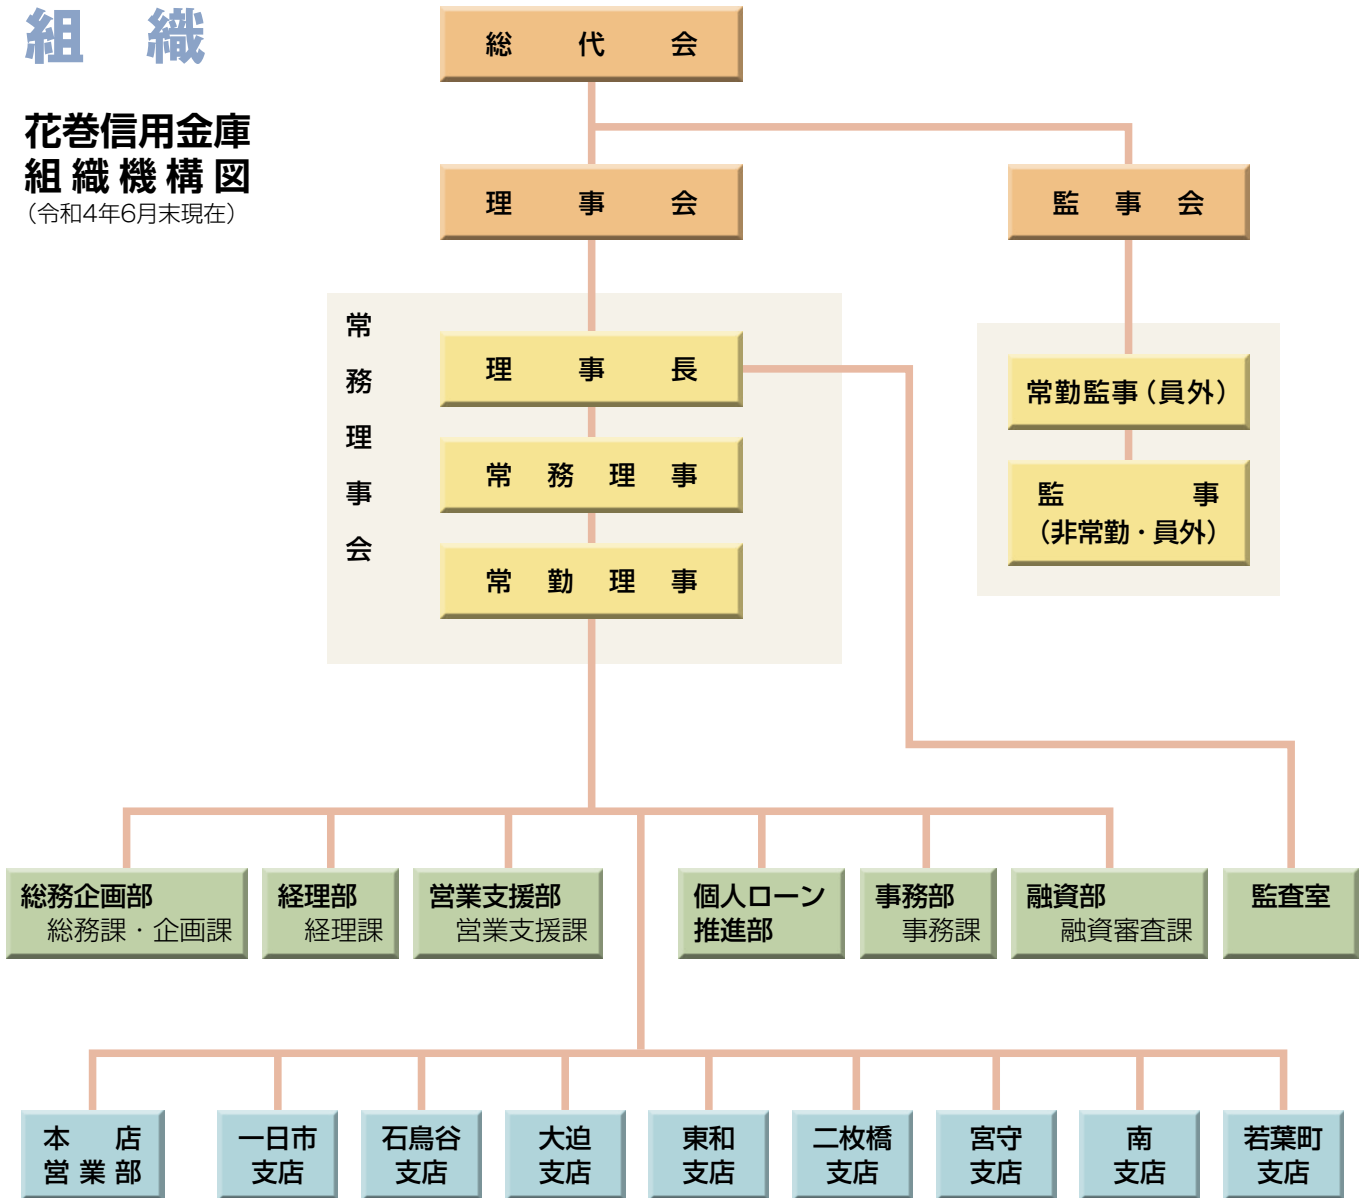 組織
花巻信用金庫
組織機構図
（令和4年6月末現在）
総代会
理事会
監事会
常務理事会
理事長
常務理事
常勤理事
常勤監事（員外）
監事
（非常勤・員外）
総務企画部
総務課・企画課
経理部
経理課
営業支援部
営業支援課
個人ローン
推進部
事務部
事務課
融資部
融資審査課
監査室
本店
営業部
一日市
支店
石鳥谷
支店
大迫
支店
東和
支店
二枚橋
支店
宮守
支店
南
支店
若葉町
支店